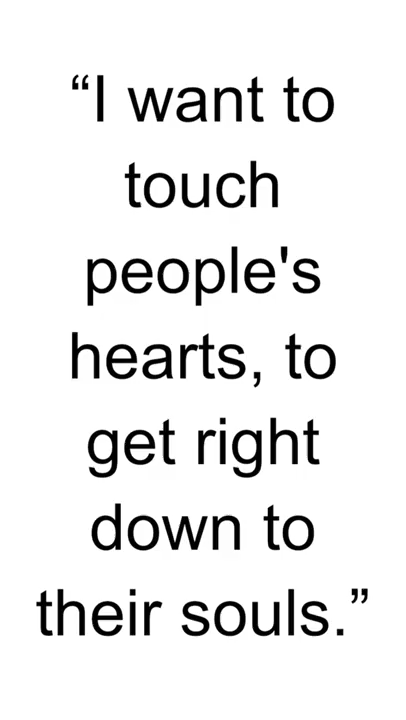 “I want to
touch
people's
hearts, to
get right
down to
their souls.”